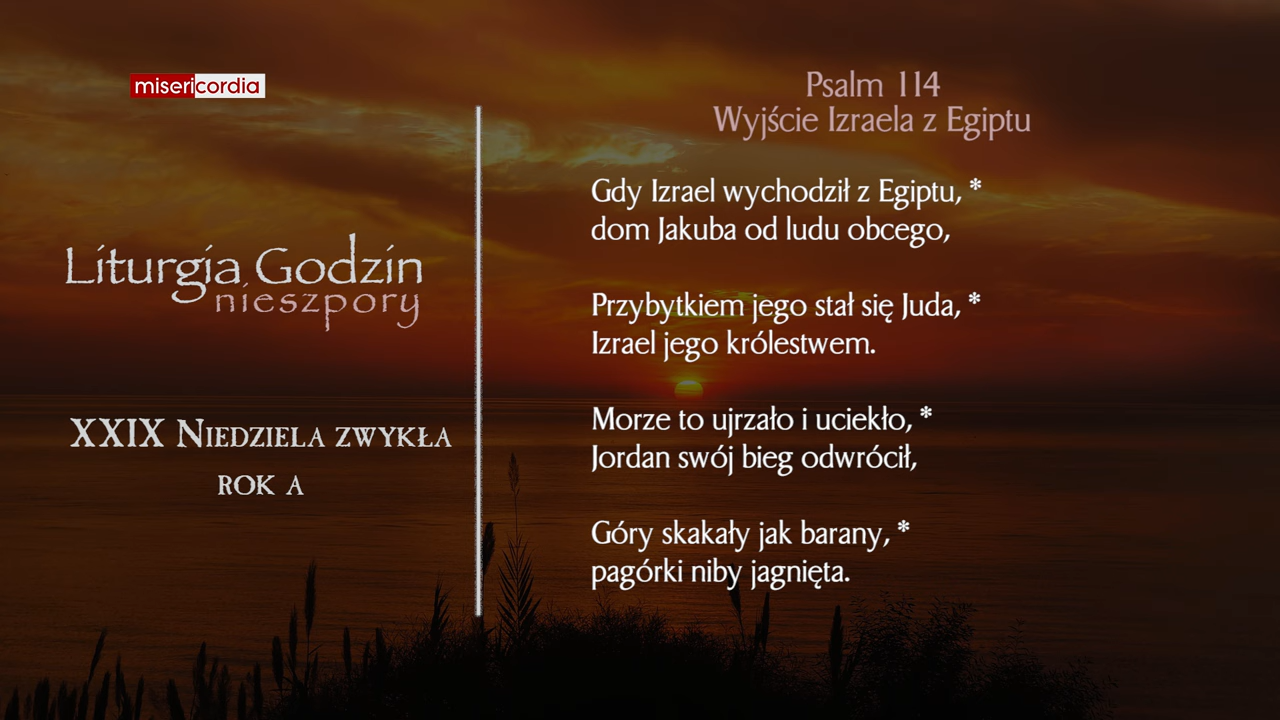 misericordia
Liturgia Godzin
nieszpory
XXIX Niedziela zwykła
rok A
Psalm 114
Wyjście Izraela z Egiptu
Gdy Izrael wychodził z Egiptu, *
dom Jakuba od ludu obcego,
Przybytkiem jego stał się Juda, *
Izrael jego królestwem.
Morze to ujrzało i uciekło, *
Jordan swój bieg odwrócił,
Góry skakały jak barany, *
pagórki niby jagnięta.